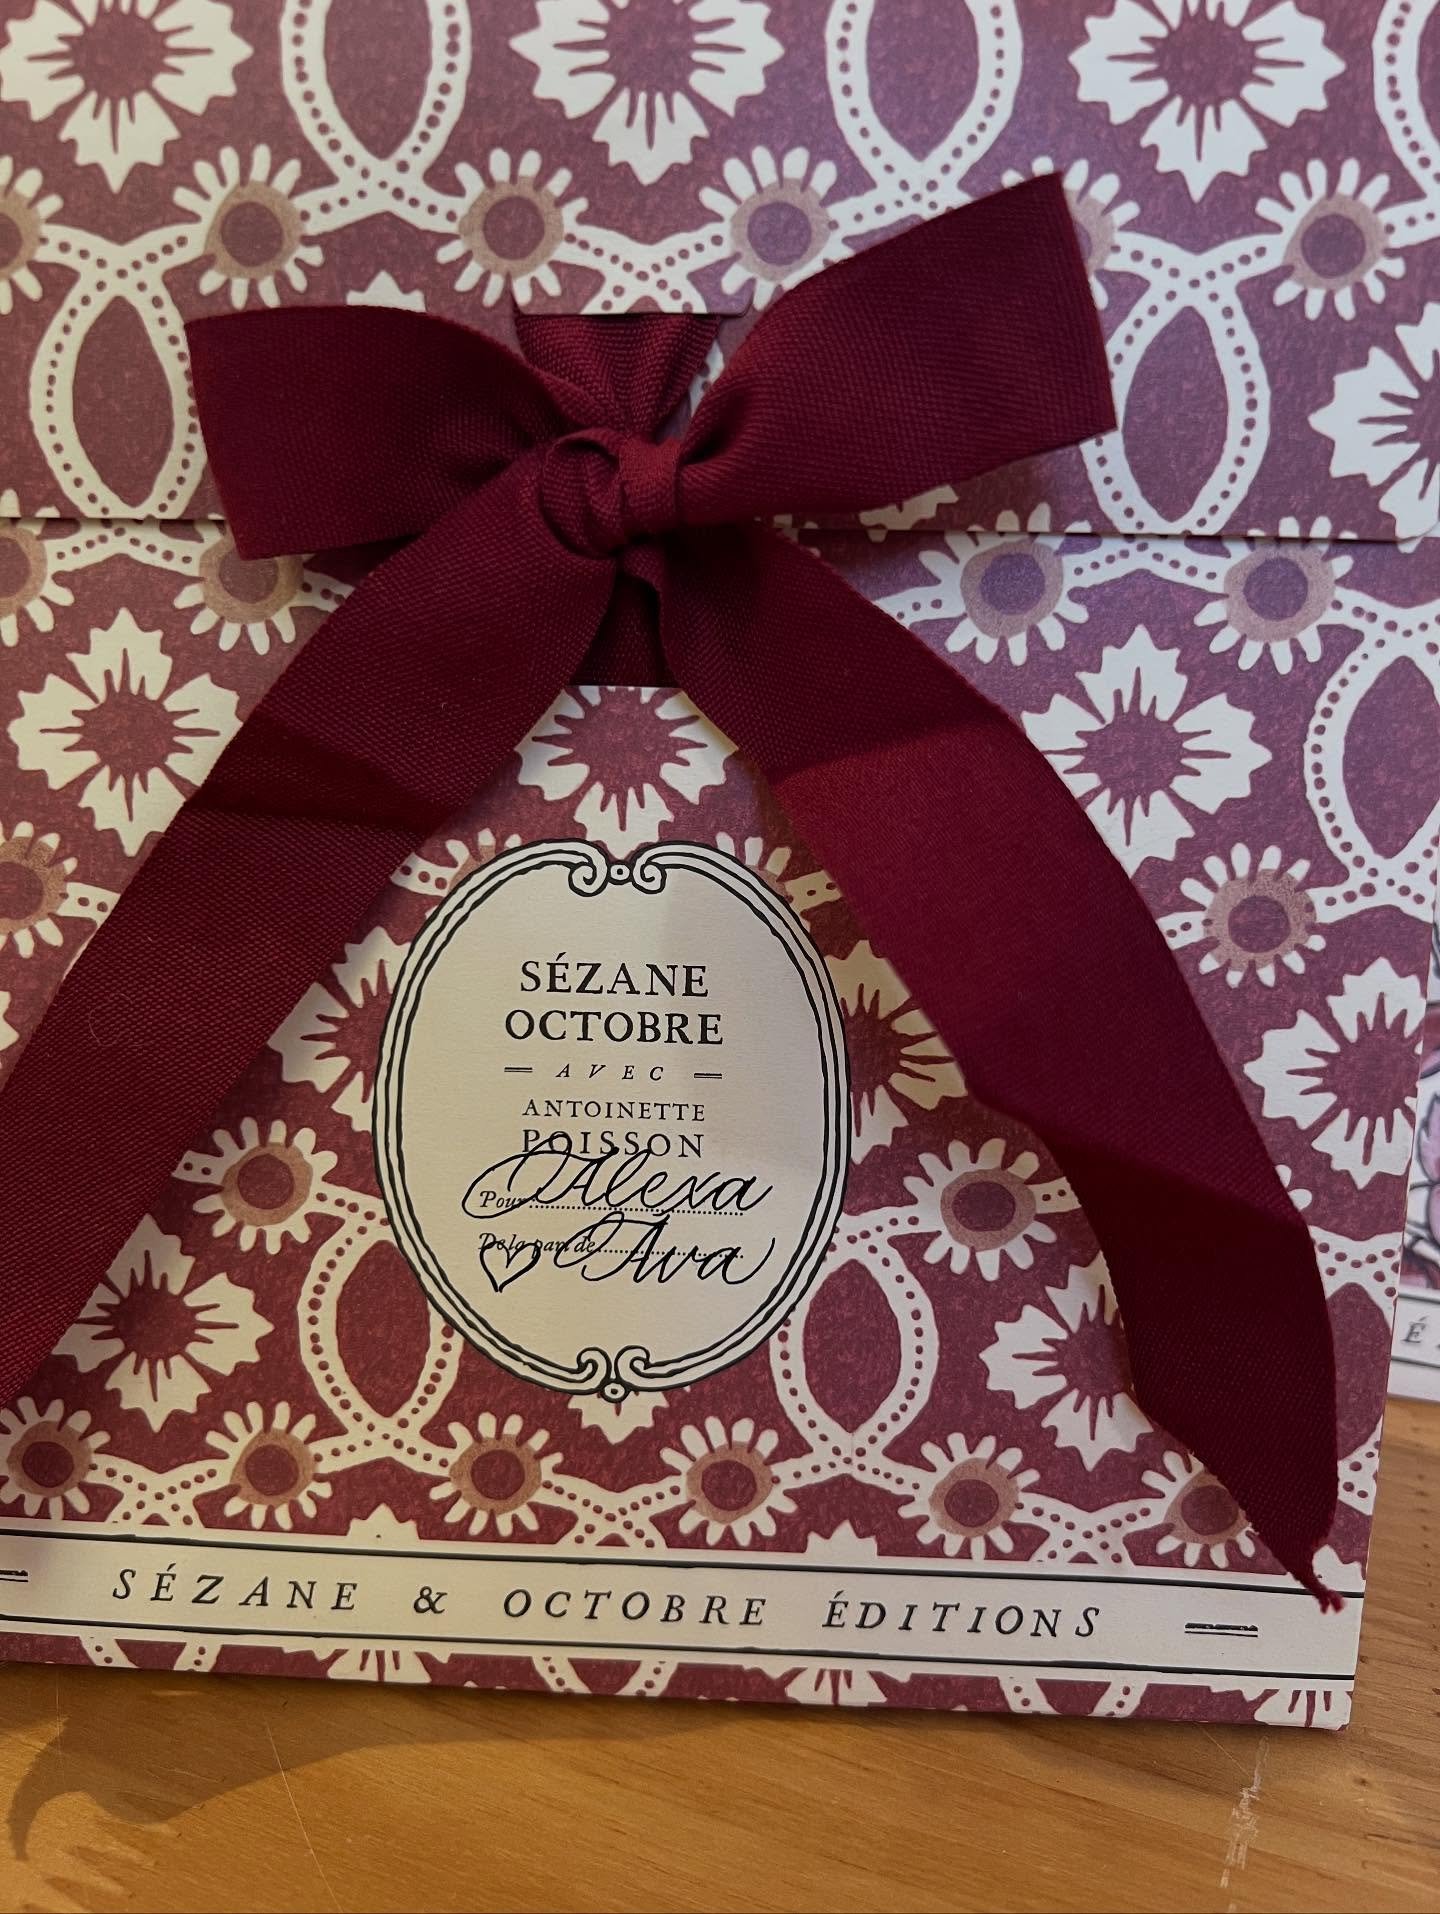 SÉZANE
OCTOBRE
— AVEC —
ANTOINETTE
POISSON
Pour Alexa
De la part de Ava
SÉZANE & OCTOBRE ÉDITIONS
É